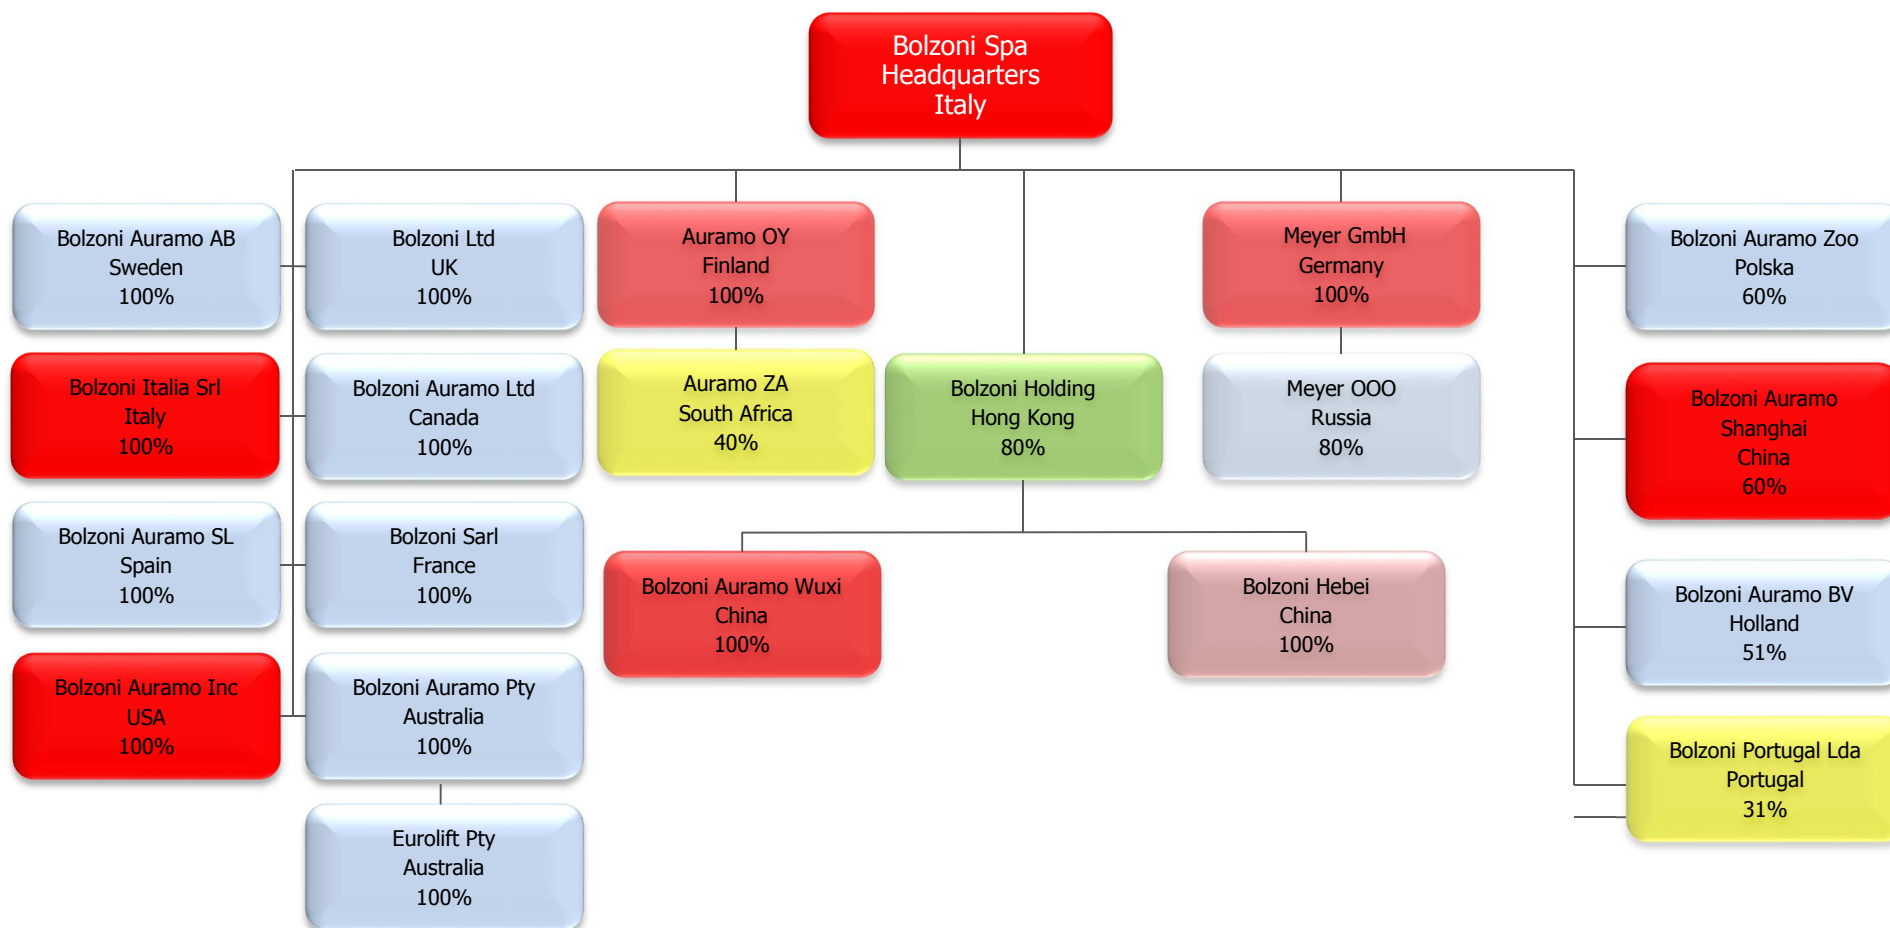 Bolzoni Spa
Headquarters
Italy
Bolzoni Auramo AB
Sweden
100%
Bolzoni Ltd
UK
100%
Auramo OY
Finland
100%
Meyer GmbH
Germany
100%
Bolzoni Auramo Zoo
Polska
60%
Bolzoni Italia Srl
Italy
100%
Bolzoni Auramo Ltd
Canada
100%
Auramo ZA
South Africa
40%
Bolzoni Holding
Hong Kong
80%
Meyer OOO
Russia
80%
Bolzoni Auramo
Shanghai
China
60%
Bolzoni Auramo SL
Spain
100%
Bolzoni Sarl
France
100%
Bolzoni Auramo Wuxi
China
100%
Bolzoni Hebei
China
100%
Bolzoni Auramo BV
Holland
51%
Bolzoni Auramo Inc
USA
100%
Bolzoni Auramo Pty
Australia
100%
Bolzoni Portugal Lda
Portugal
31%
Eurolift Pty
Australia
100%